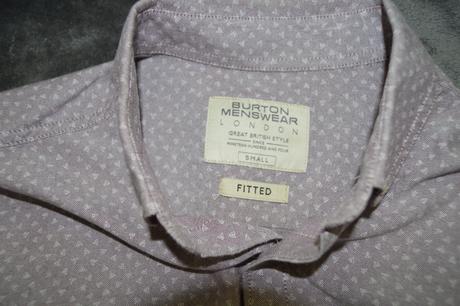 BURTON
MENSWEAR
LONDON
GREAT BRITISH STYLE
SINCE
NINETEEN HUNDRED AND FOUR
SMALL
FITTED